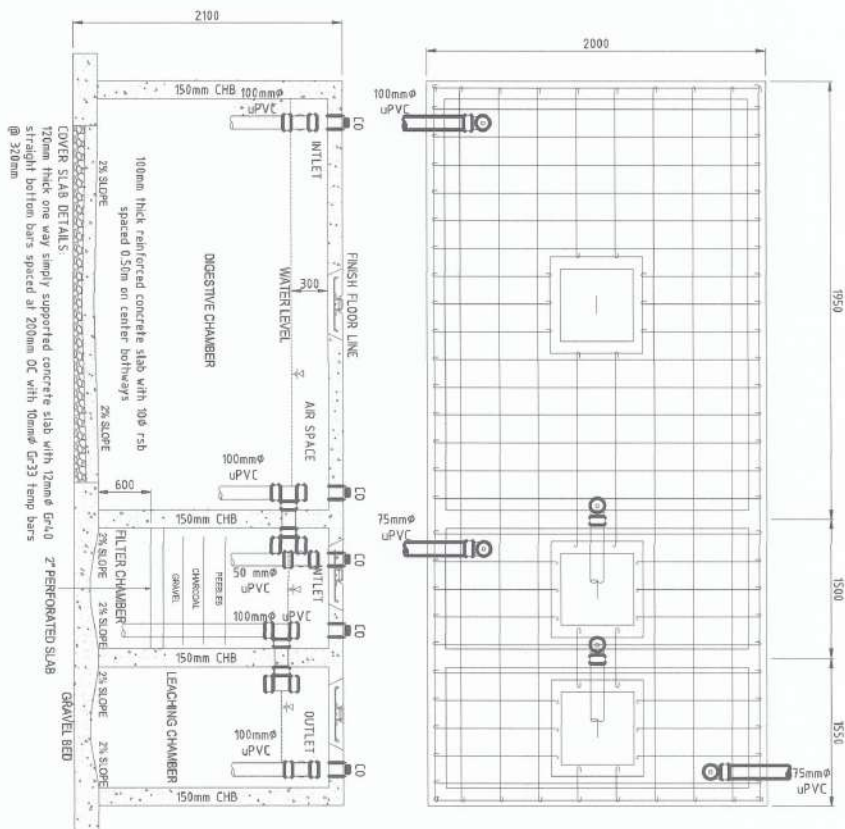 2100
150mm CHB
100mmø
uPVC
CO
INTLET
2% SLOPE
COVER SLAB DETAILS:
120mm thick one way simply supported concrete slab with 12mmø Gr40
straight bottom bars spaced at 200mm OC with 10mmø Gr33 temp bars
@ 320mm
100mm thick reinforced concrete slab with 10ø rsb
spaced 0.50m on center bothways
DIGESTIVE CHAMBER
WATER LEVEL
300
FINISH FLOOR LINE
AIR SPACE
2% SLOPE
600
100mmø
uPVC
CO
150mm CHB
2% SLOPE
FILTER CHAMBER
GRAVEL
CHARCOAL
PEEBLES
50 mmø
uPVC
INTLET
CO
2% SLOPE
100mmø uPVC
CO
2" PERFORATED SLAB
150mm CHB
GRAVEL BED
2% SLOPE
LEACHING CHAMBER
OUTLET
2% SLOPE
100mmø
uPVC
CO
150mm CHB
2000
100mmø
uPVC
1950
75mmø
uPVC
1500
1550
75mmø
uPVC